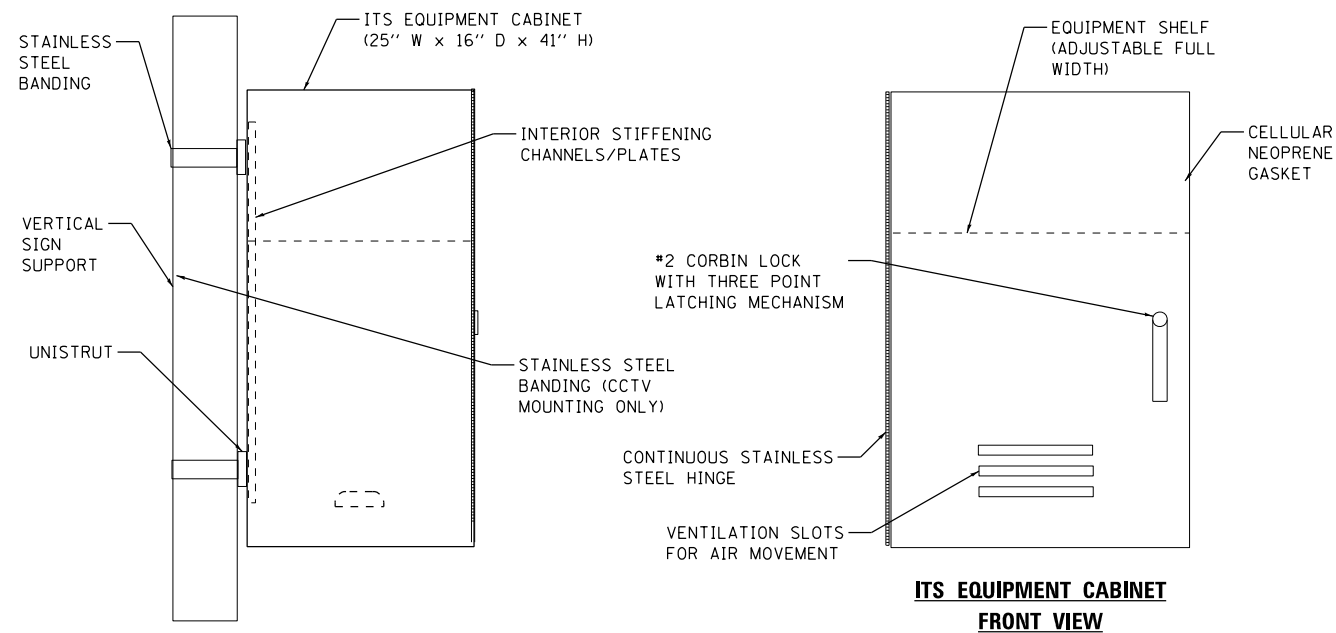 STAINLESS
STEEL
BANDING
ITS EQUIPMENT CABINET
(25'' W x 16'' D x 41'' H)
INTERIOR STIFFENING
CHANNELS/PLATES
VERTICAL
SIGN
SUPPORT
UNISTRUT
STAINLESS STEEL
BANDING (CCTV
MOUNTING ONLY)
EQUIPMENT SHELF
(ADJUSTABLE FULL
WIDTH)
CELLULAR
NEOPRENE
GASKET
#2 CORBIN LOCK
WITH THREE POINT
LATCHING MECHANISM
CONTINUOUS STAINLESS
STEEL HINGE
VENTILATION SLOTS
FOR AIR MOVEMENT
ITS EQUIPMENT CABINET
FRONT VIEW